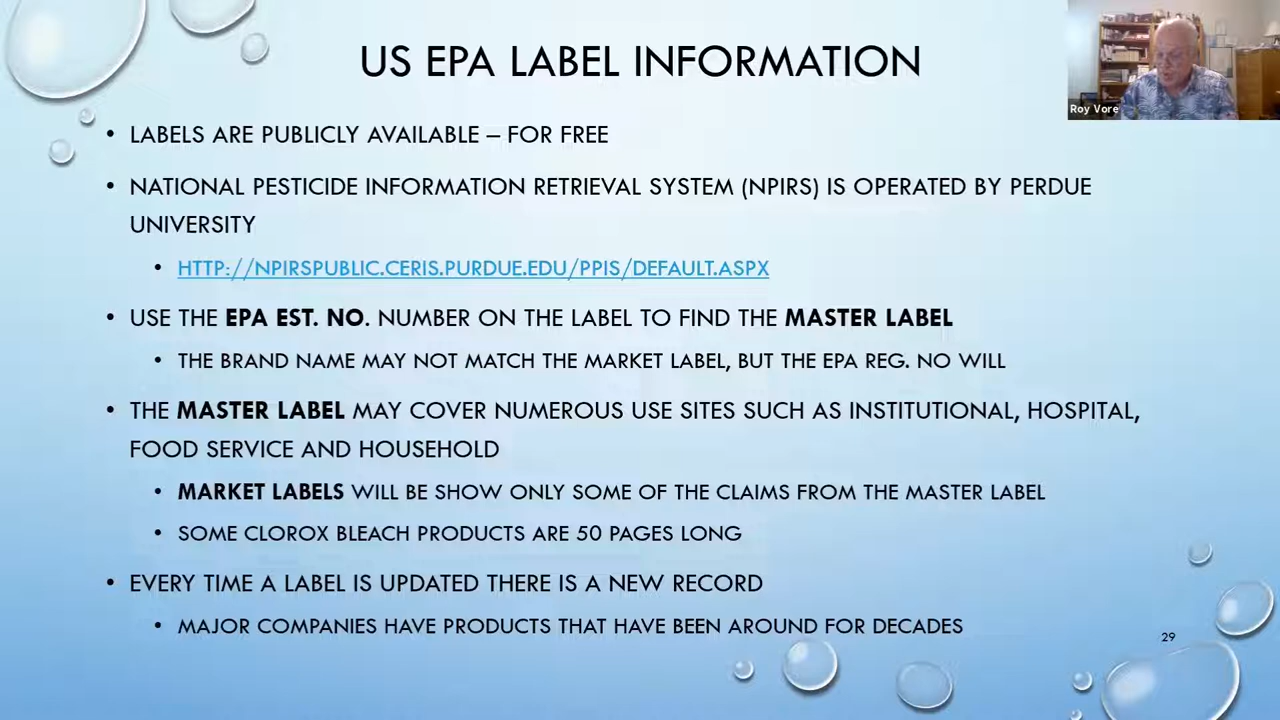 US EPA LABEL INFORMATION
Roy Vore
• LABELS ARE PUBLICLY AVAILABLE – FOR FREE
• NATIONAL PESTICIDE INFORMATION RETRIEVAL SYSTEM (NPIRS) IS OPERATED BY PERDUE
UNIVERSITY
• HTTP://NPIRSPUBLIC.CERIS.PURDUE.EDU/PPIS/DEFAULT.ASPX
• USE THE EPA EST. NO. NUMBER ON THE LABEL TO FIND THE MASTER LABEL
• THE BRAND NAME MAY NOT MATCH THE MARKET LABEL, BUT THE EPA REG. NO WILL
• THE MASTER LABEL MAY COVER NUMEROUS USE SITES SUCH AS INSTITUTIONAL, HOSPITAL,
FOOD SERVICE AND HOUSEHOLD
• MARKET LABELS WILL BE SHOW ONLY SOME OF THE CLAIMS FROM THE MASTER LABEL
• SOME CLOROX BLEACH PRODUCTS ARE 50 PAGES LONG
• EVERY TIME A LABEL IS UPDATED THERE IS A NEW RECORD
• MAJOR COMPANIES HAVE PRODUCTS THAT HAVE BEEN AROUND FOR DECADES
29